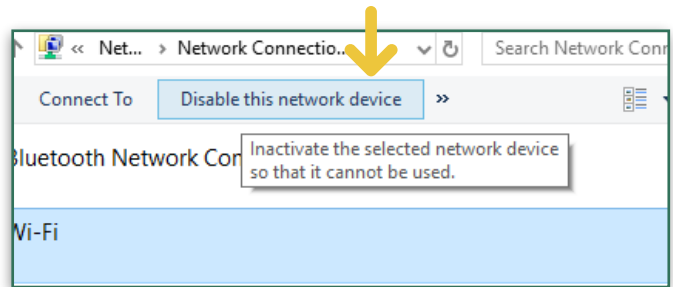 « Net... > Network Connectio...
Search Network Conn
Connect To Disable this network device »
Bluetooth Network Con
Inactivate the selected network device
so that it cannot be used.
Wi-Fi